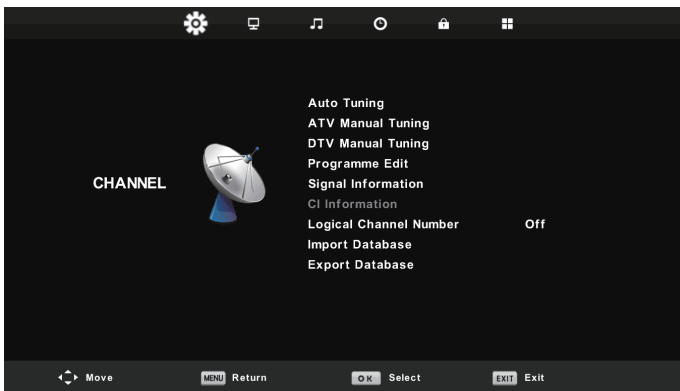 CHANNEL
Auto Tuning
ATV Manual Tuning
DTV Manual Tuning
Programme Edit
Signal Information
CI Information
Logical Channel Number Off
Import Database
Export Database
Move MENU Return OK Select EXIT Exit